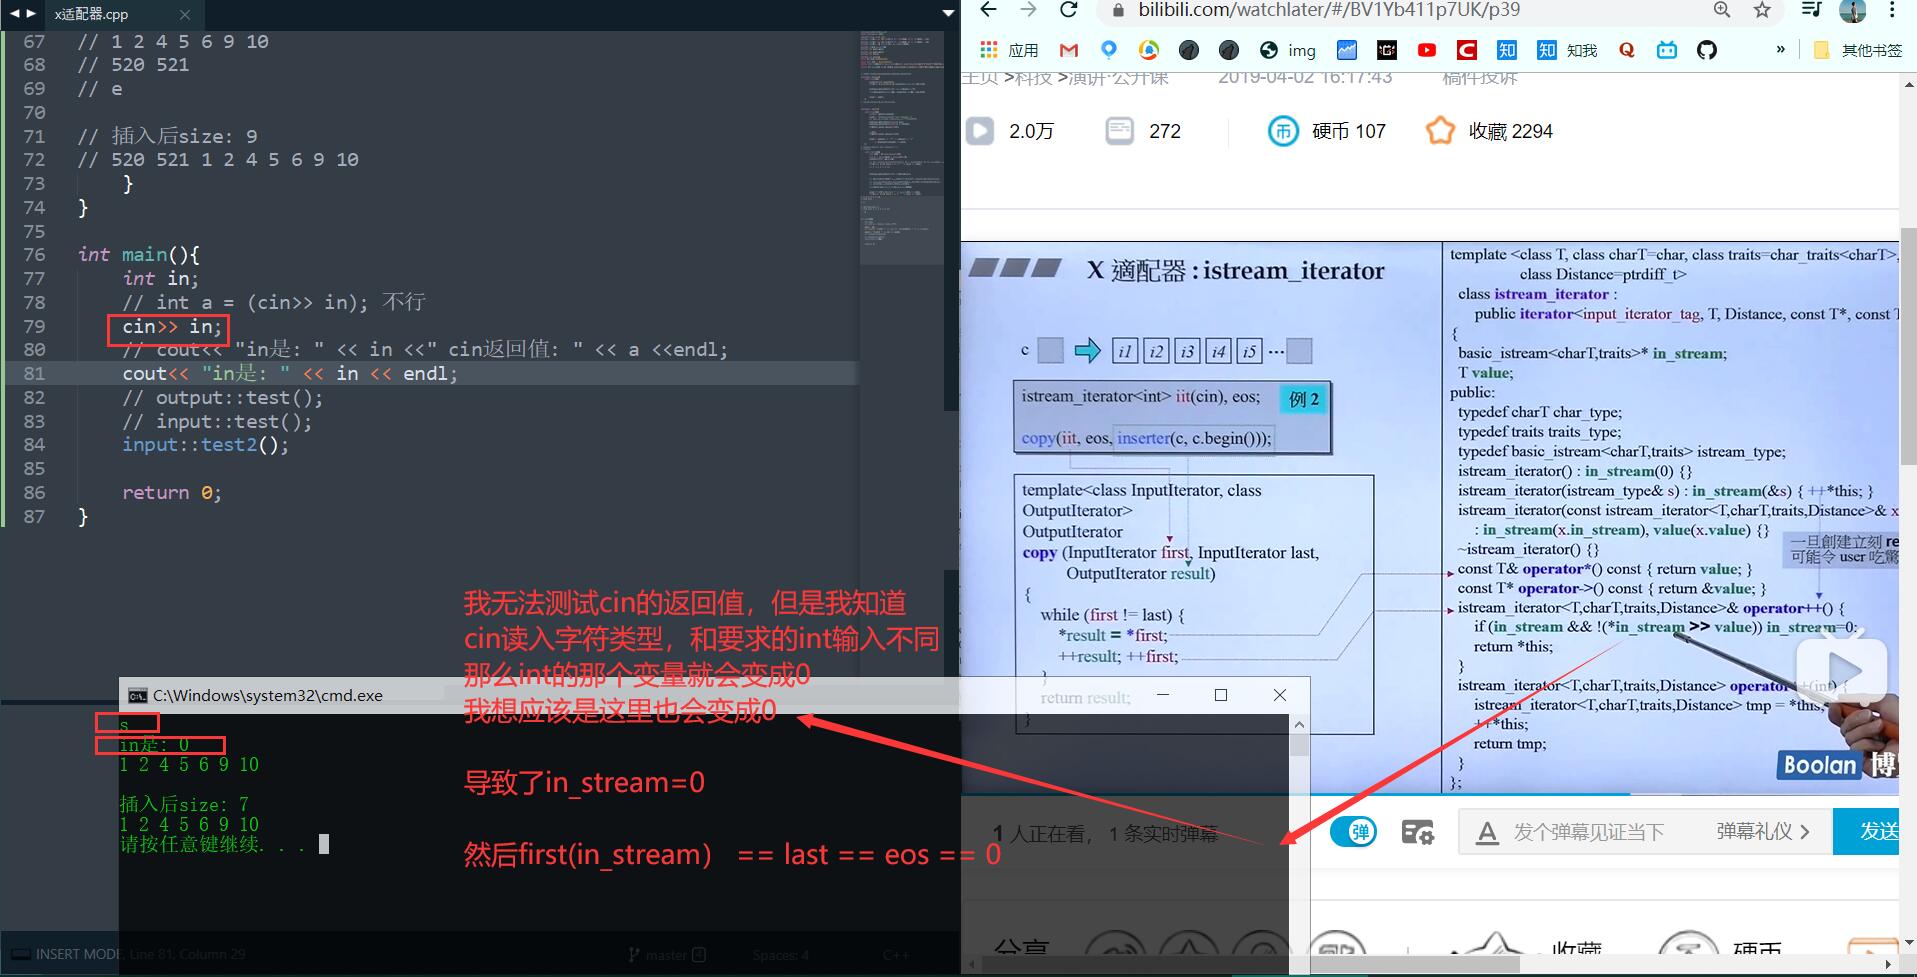 x适配器.cpp
67 // 1 2 4 5 6 9 10
68 // 520 521
69 // e
70
71 // 插入后size: 9
72 // 520 521 1 2 4 5 6 9 10
73 }
74 }
75
76 int main(){
77 int in;
78 // int a = (cin>> in); 不行
79 cin>> in;
80 // cout<< "in是: " << in <<" cin返回值: " << a <<endl;
81 cout<< "in是: " << in << endl;
82 // output::test();
83 // input::test();
84 input::test2();
85
86 return 0;
87 }
我无法测试cin的返回值，但是我知道
cin读入字符类型，和要求的int输入不同
那么int的那个变量就会变成0
我想应该是这里也会变成0
导致了in_stream=0
然后first(in_stream） == last == eos == 0
C:\Windows\system32\cmd.exe
s
in是: 0
1 2 4 5 6 9 10
插入后size: 7
1 2 4 5 6 9 10
请按任意键继续. . .
INSERT MODE, Line 81, Column 29
master 4
Spaces: 4
C++
bilibili.com/watchlater/#/BV1Yb411p7UK/p39
应用
img
知 知 知我
其他书签
主页 >科技 >演讲·公开课 2019-04-02 16:17:43 稿件投诉
2.0万 272 硬币 107 收藏 2294
X 適配器 : istream_iterator
c i1 i2 i3 i4 i5 ...
istream_iterator<int> iit(cin), eos; 例 2
copy(iit, eos, inserter(c, c.begin()));
template<class InputIterator, class
OutputIterator>
OutputIterator
copy (InputIterator first, InputIterator last,
OutputIterator result)
{
while (first != last) {
*result = *first;
++result; ++first;
}
return result;
}
template <class T, class charT=char, class traits=char_traits<charT>,
class Distance=ptrdiff_t>
class istream_iterator :
public iterator<input_iterator_tag, T, Distance, const T*, const T
{
basic_istream<charT,traits>* in_stream;
T value;
public:
typedef charT char_type;
typedef traits traits_type;
typedef basic_istream<charT,traits> istream_type;
istream_iterator() : in_stream(0) {}
istream_iterator(istream_type& s) : in_stream(&s) { ++*this; }
istream_iterator(const istream_iterator<T,charT,traits,Distance>& x
: in_stream(x.in_stream), value(x.value) {}
~istream_iterator() {}
一旦創建立刻 re
可能令 user 吃驚
const T& operator*() const { return value; }
const T* operator->() const { return &value; }
istream_iterator<T,charT,traits,Distance>& operator++() {
if (in_stream && !(*in_stream >> value)) in_stream=0;
return *this;
}
istream_iterator<T,charT,traits,Distance> operator++(int) {
istream_iterator<T,charT,traits,Distance> tmp = *this;
++*this;
return tmp;
}
};
Boolan 博
1 人正在看， 1 条实时弹幕
弹
发个弹幕见证当下 弹幕礼仪 >
发送
分享 收藏 硬币